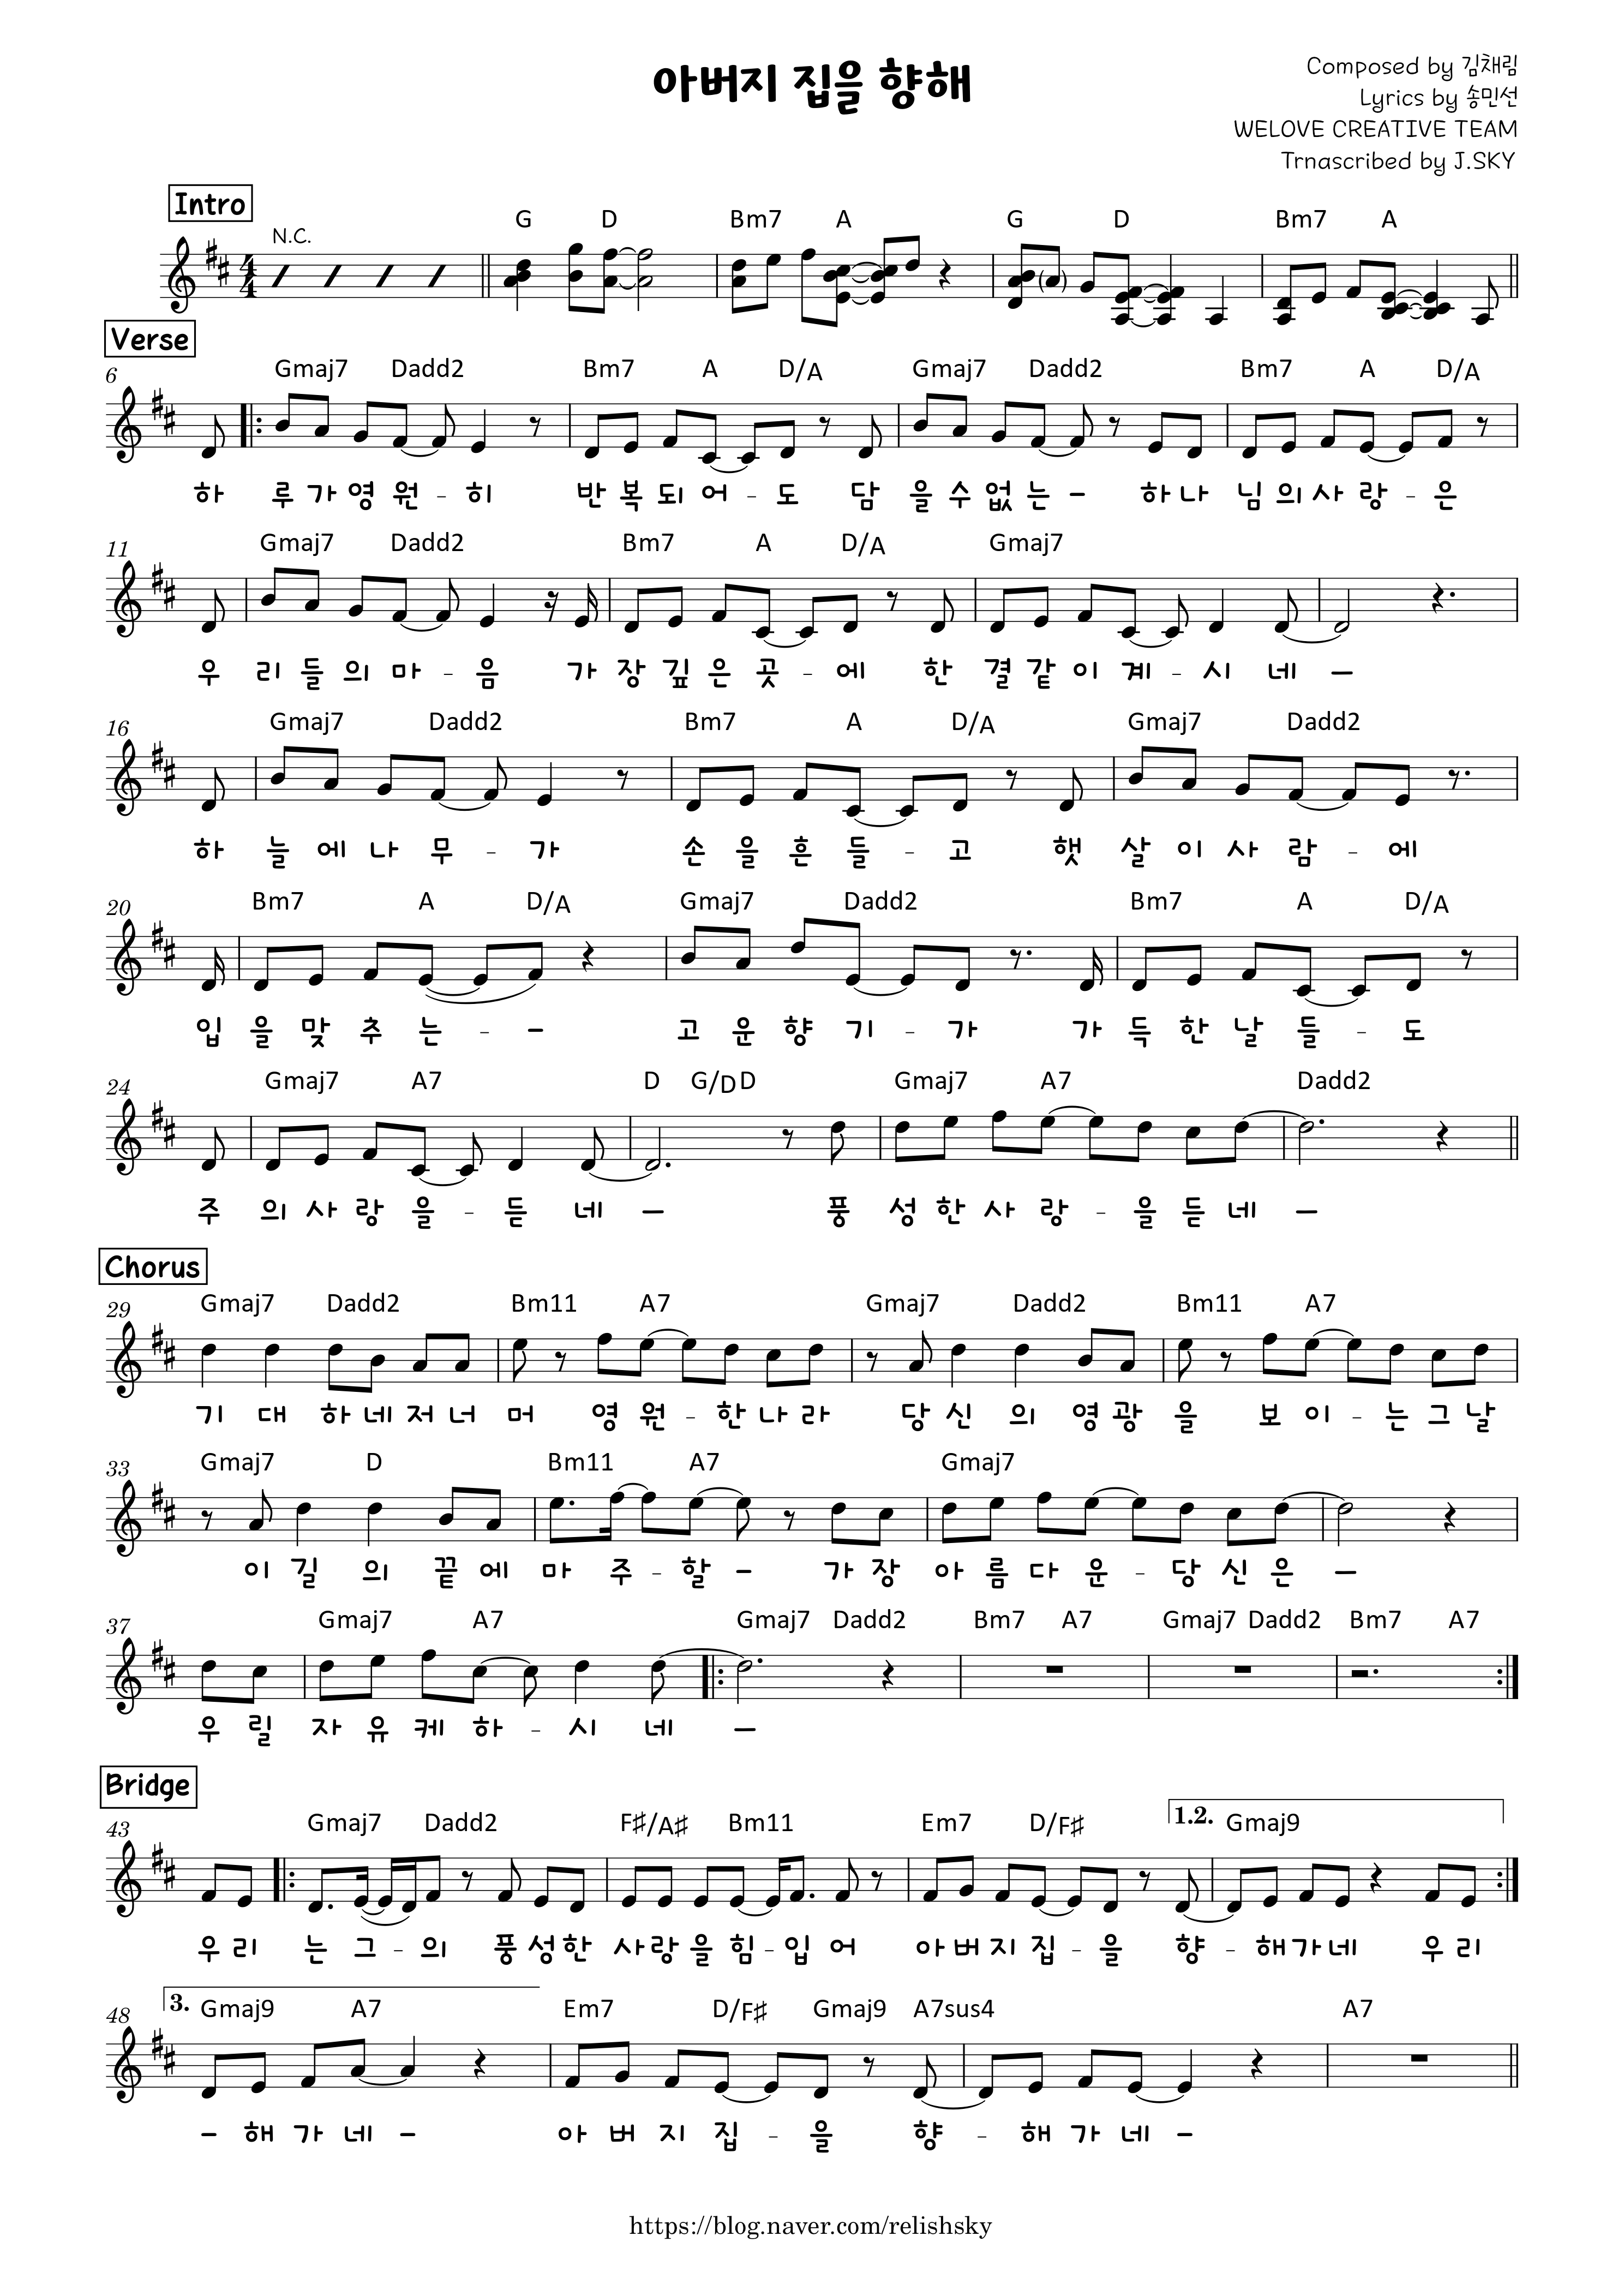 아버지 집을 향해
Composed by 김채림
Lyrics by 송민선
WELOVE CREATIVE TEAM
Trnascribed by J.SKY
Intro
N.C. G D Bm7 A G D Bm7 A
4/4
Verse
6 Gmaj7 Dadd2 Bm7 A D/A Gmaj7 Dadd2 Bm7 A D/A
하 루 가 영 원 - 히 반 복 되 어 - 도 담 을 수 없 는 - 하 나 님 의 사 랑 - 은
11 Gmaj7 Dadd2 Bm7 A D/A Gmaj7
우 리 들 의 마 - 음 가 장 깊 은 곳 - 에 한 결 같 이 계 - 시 네 -
16 Gmaj7 Dadd2 Bm7 A D/A Gmaj7 Dadd2
하 늘 에 나 무 - 가 손 을 흔 들 - 고 햇 살 이 사 람 - 에
20 Bm7 A D/A Gmaj7 Dadd2 Bm7 A D/A
입 을 맞 추 는 - - 고 운 향 기 - 가 가 득 한 날 들 - 도
24 Gmaj7 A7 D G/D D Gmaj7 A7 Dadd2
주 의 사 랑 을 - 듣 네 - 풍 성 한 사 랑 - 을 듣 네 -
Chorus
29 Gmaj7 Dadd2 Bm11 A7 Gmaj7 Dadd2 Bm11 A7
기 대 하 네 저 너 머 영 원 - 한 나 라 당 신 의 영 광 을 보 이 - 는 그 날
33 Gmaj7 D Bm11 A7 Gmaj7
이 길 의 끝 에 마 주 - 할 - 가 장 아 름 다 운 - 당 신 은 -
37 Gmaj7 A7 Gmaj7 Dadd2 Bm7 A7 Gmaj7 Dadd2 Bm7 A7
우 릴 자 유 케 하 - 시 네 -
Bridge
43 Gmaj7 Dadd2 F♯/A♯ Bm11 Em7 D/F♯ 1.2. Gmaj9
우 리 는 그 - 의 풍 성 한 사 랑 을 힘 - 입 어 아 버 지 집 - 을 향 - 해 가 네 우 리
48 3. Gmaj9 A7 Em7 D/F♯ Gmaj9 A7sus4 A7
- 해 가 네 - 아 버 지 집 - 을 향 - 해 가 네 -
https://blog.naver.com/relishsky